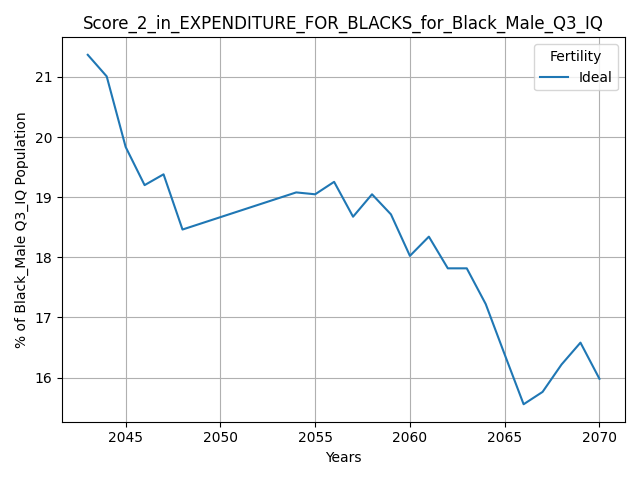 Score_2_in_EXPENDITURE_FOR_BLACKS_for_Black_Male_Q3_IQ
Fertility
Ideal
21
20
19
18
17
16
% of Black_Male Q3_IQ Population
2045 2050 2055 2060 2065 2070
Years